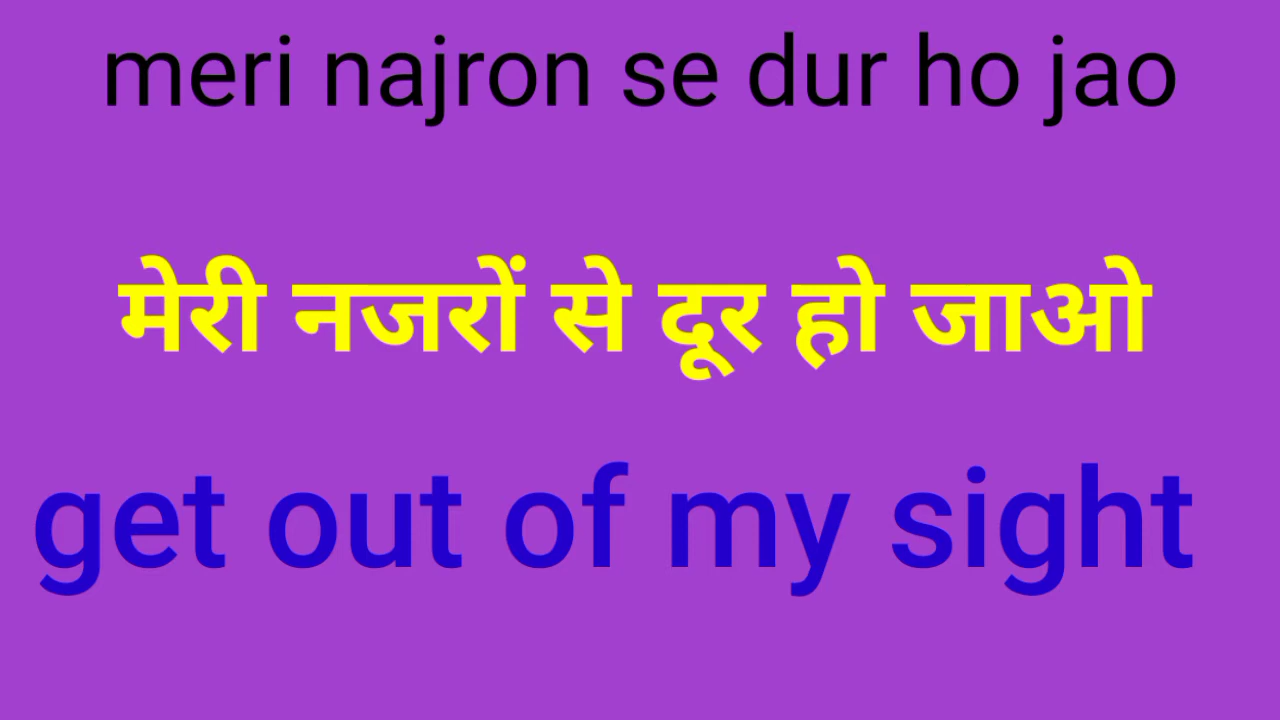 meri najron se dur ho jao
मेरी नजरों से दूर हो जाओ
get out of my sight